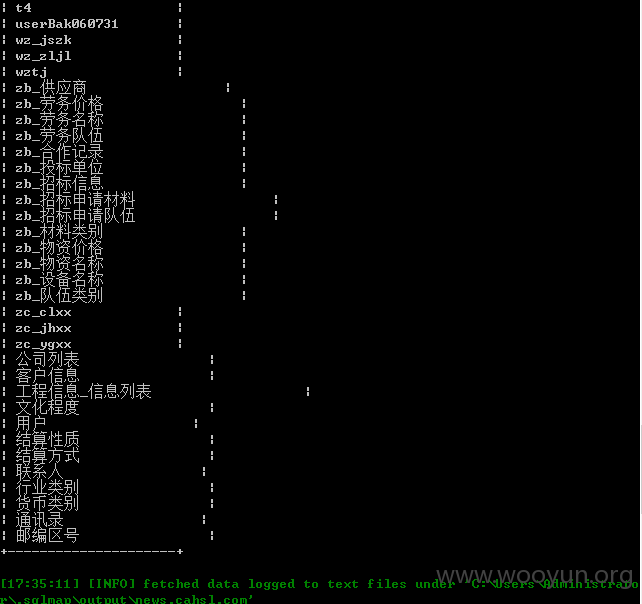 ¦ t4 ¦
¦ userBak060731 ¦
¦ wz_jszk ¦
¦ wz_zljl ¦
¦ wztj ¦
¦ zb_供应商 ¦
¦ zb_劳务价格 ¦
¦ zb_劳务名称 ¦
¦ zb_劳务队伍 ¦
¦ zb_合作记录 ¦
¦ zb_投标单位 ¦
¦ zb_招标信息 ¦
¦ zb_招标申请材料 ¦
¦ zb_招标申请队伍 ¦
¦ zb_材料类别 ¦
¦ zb_物资价格 ¦
¦ zb_物资名称 ¦
¦ zb_设备名称 ¦
¦ zb_队伍类别 ¦
¦ zc_clxx ¦
¦ zc_jhxx ¦
¦ zc_ygxx ¦
¦ 公司列表 ¦
¦ 客户信息 ¦
¦ 工程信息_信息列表 ¦
¦ 文化程度 ¦
¦ 用户 ¦
¦ 结算性质 ¦
¦ 结算方式 ¦
¦ 联系人 ¦
¦ 行业类别 ¦
¦ 货币类别 ¦
¦ 通讯录 ¦
¦ 邮编区号 ¦
+---------------------+
www.wooyun.org
[17:35:11] [INFO] fetched data logged to text files under 'C:\Users\Administrato
r\.sqlmap\output\news.cahsl.com'